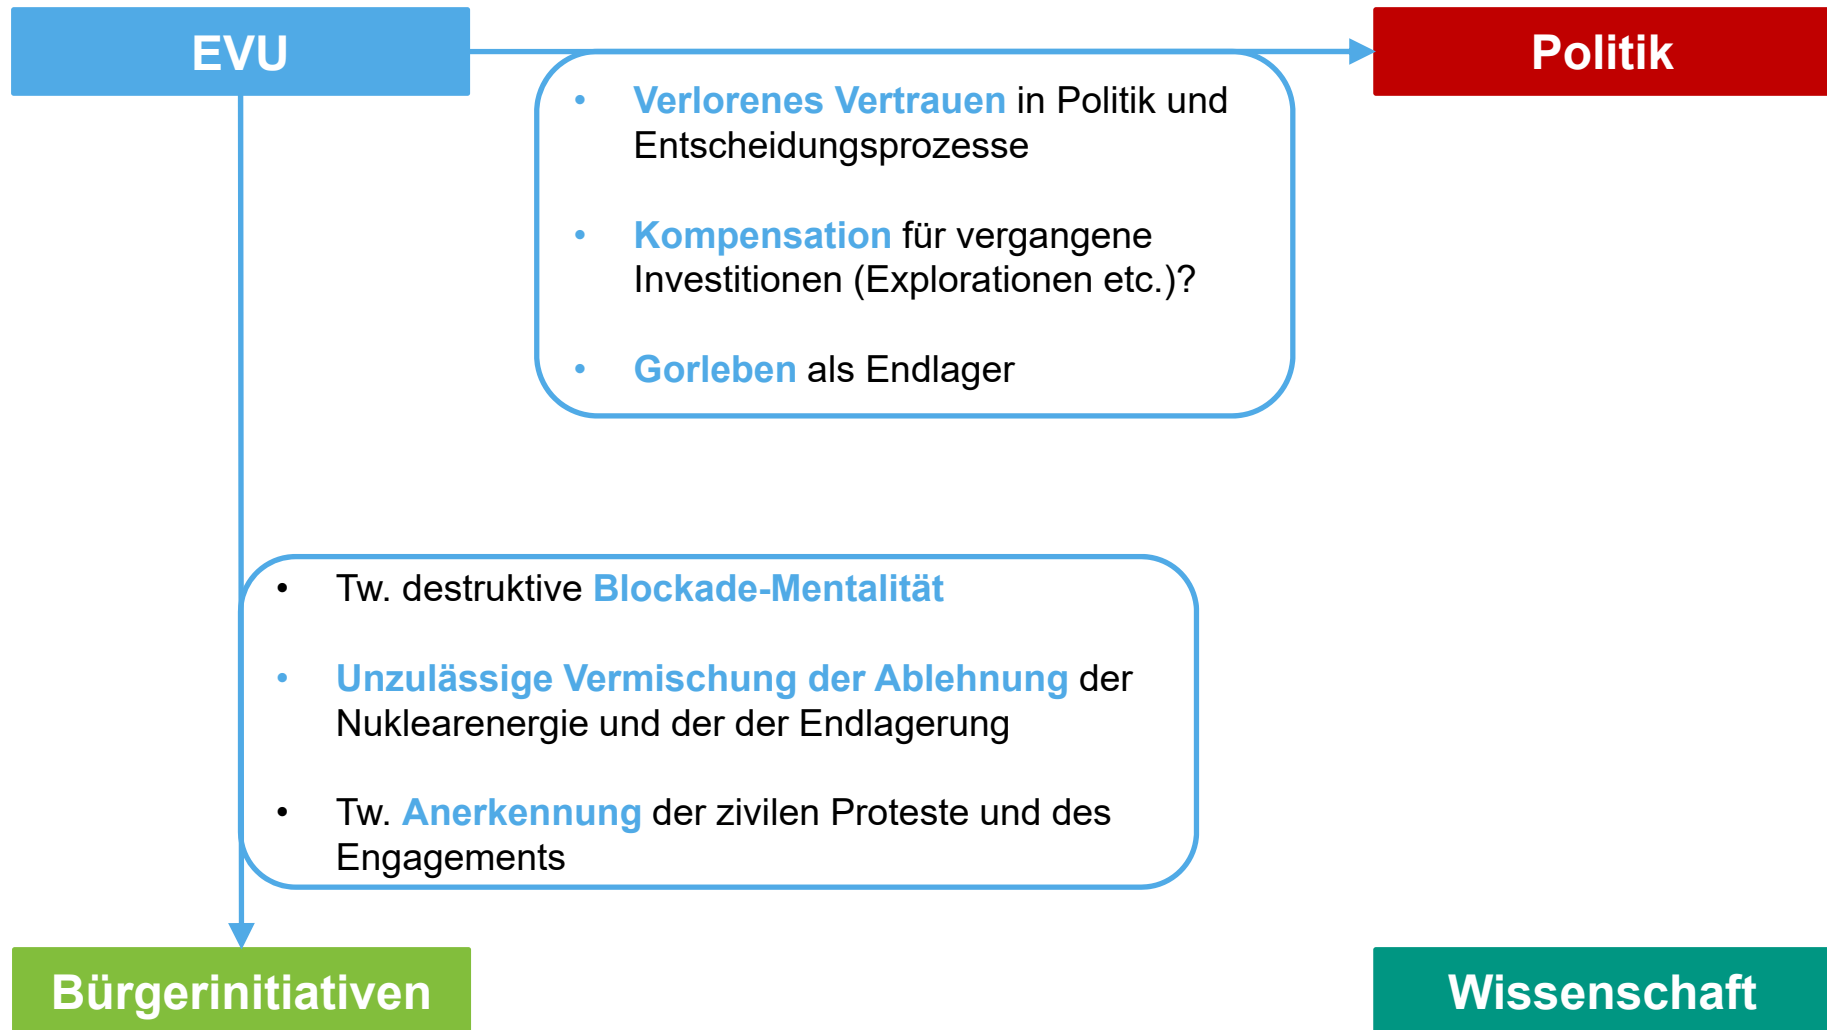 EVU
Politik
• Verlorenes Vertrauen in Politik und
Entscheidungsprozesse
• Kompensation für vergangene
Investitionen (Explorationen etc.)?
• Gorleben als Endlager
• Tw. destruktive Blockade-Mentalität
• Unzulässige Vermischung der Ablehnung der
Nuklearenergie und der der Endlagerung
• Tw. Anerkennung der zivilen Proteste und des
Engagements
Bürgerinitiativen
Wissenschaft